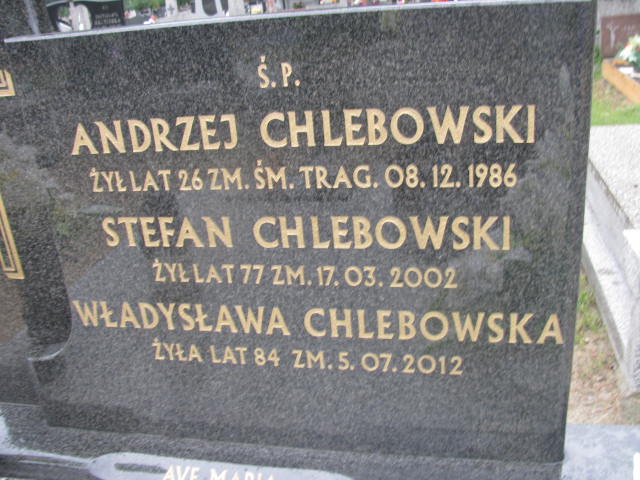 Ś.P.
ANDRZEJ CHLEBOWSKI
ŻYŁ LAT 26 ZM. ŚM. TRAG. 08.12.1986
STEFAN CHLEBOWSKI
ŻYŁ LAT 77 ZM. 17.03.2002
WŁADYSŁAWA CHLEBOWSKA
ŻYŁA LAT 84 ZM. 5.07.2012
AVE MARIA